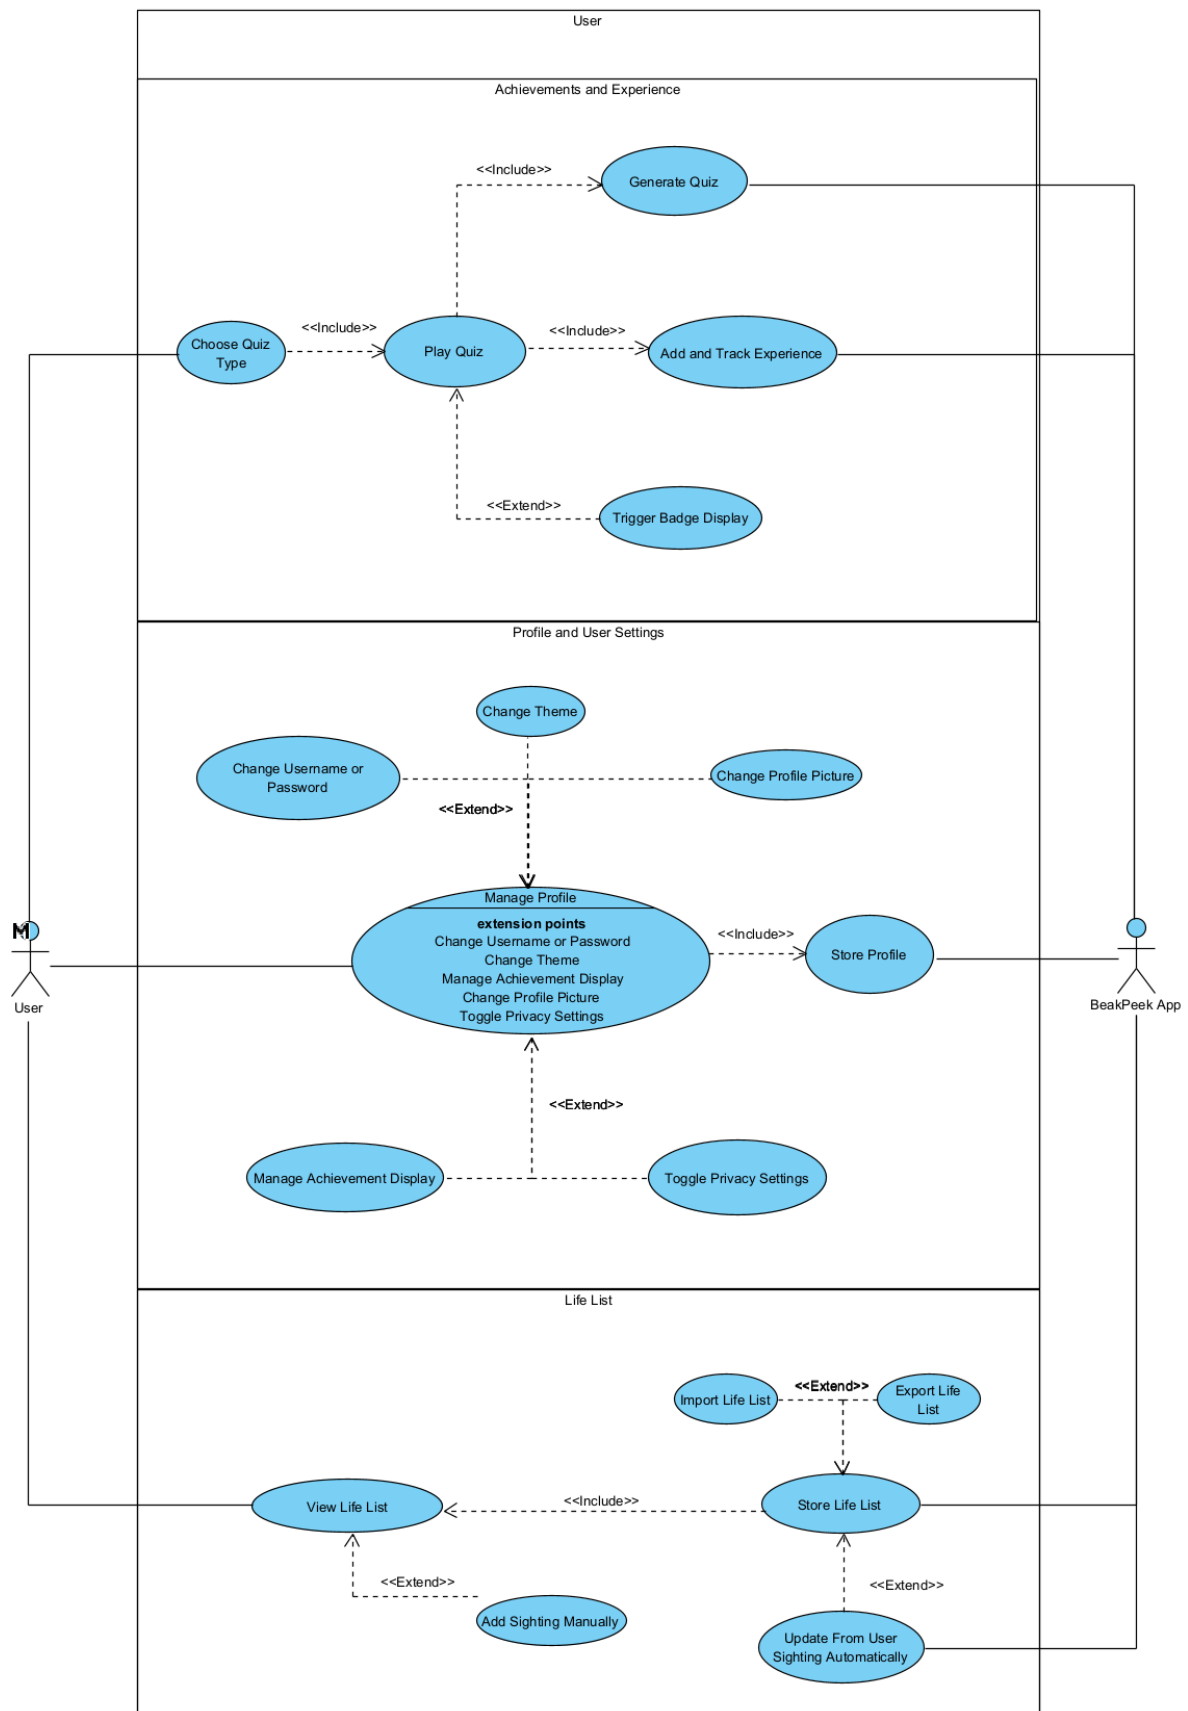 User
Achievements and Experience
<<Include>>
Generate Quiz
<<Include>>
<<Include>>
Choose Quiz
Type
Play Quiz
Add and Track Experience
<<Extend>>
Trigger Badge Display
Profile and User Settings
Change Theme
Change Username or
Password
Change Profile Picture
<<Extend>>
Manage Profile
extension points
Change Username or Password
Change Theme
Manage Achievement Display
Change Profile Picture
Toggle Privacy Settings
<<Include>>
Store Profile
M
User
BeakPeek App
<<Extend>>
Manage Achievement Display
Toggle Privacy Settings
Life List
Import Life List
<<Extend>>
Export Life
List
View Life List
<<Include>>
Store Life List
<<Extend>>
<<Extend>>
Add Sighting Manually
Update From User
Sighting Automatically